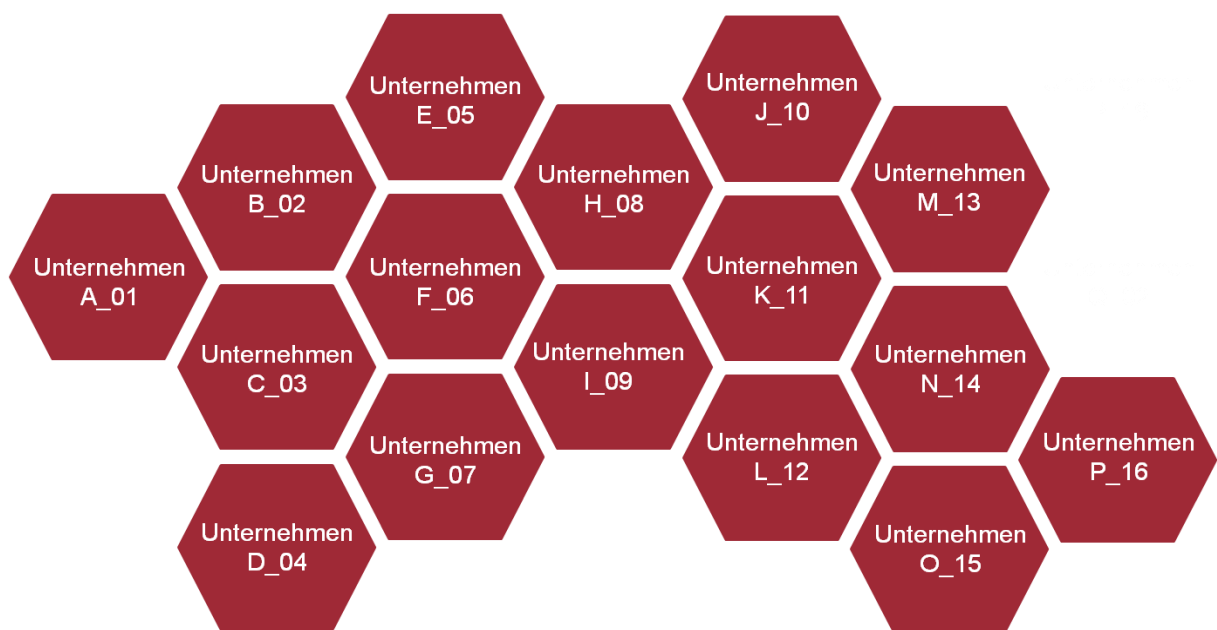 Unternehmen
A_01
Unternehmen
B_02
Unternehmen
C_03
Unternehmen
D_04
Unternehmen
E_05
Unternehmen
F_06
Unternehmen
G_07
Unternehmen
H_08
Unternehmen
I_09
Unternehmen
J_10
Unternehmen
K_11
Unternehmen
L_12
Unternehmen
M_13
Unternehmen
N_14
Unternehmen
O_15
Unternehmen
P_16